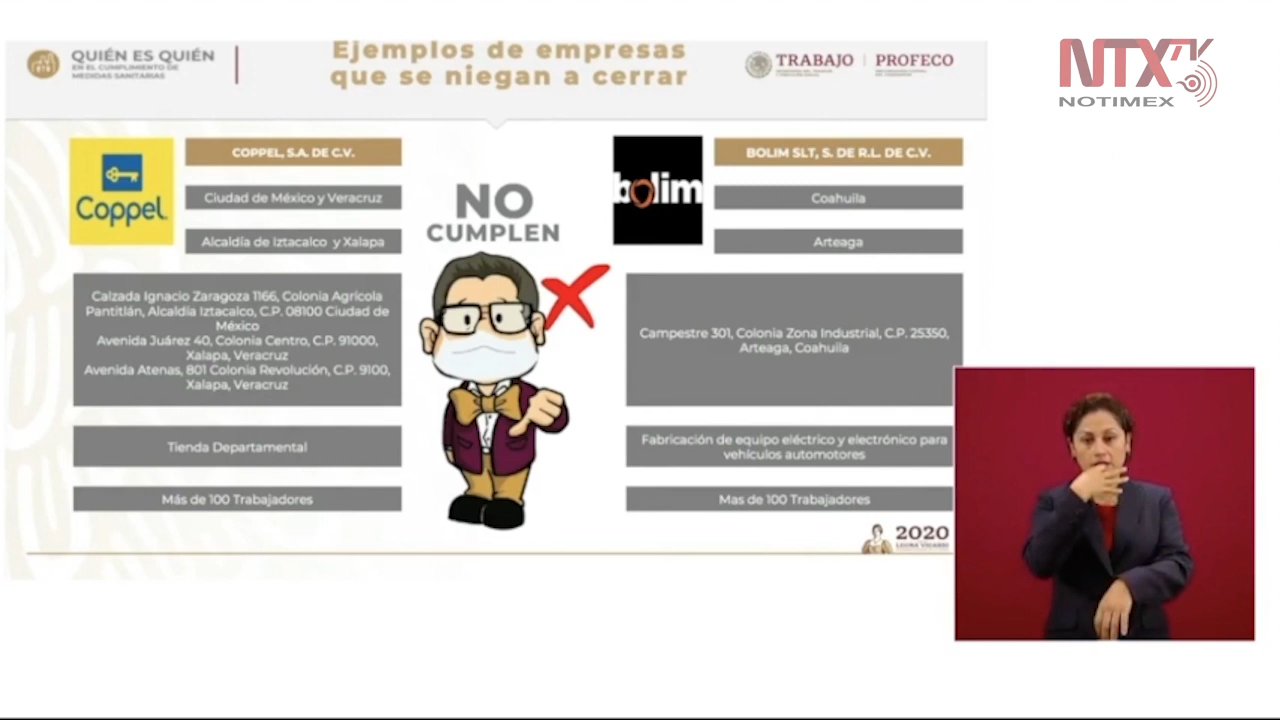 QUIÉN ES QUIÉN
EN EL CUMPLIMIENTO DE
MEDIDAS SANITARIAS
Ejemplos de empresas
que se niegan a cerrar
TRABAJO
PROFECO
NTX TV
NOTIMEX
Coppel
COPPEL, S.A. DE C.V.
Ciudad de México y Veracruz
Alcaldía de Iztacalco y Xalapa
Calzada Ignacio Zaragoza 1166, Colonia Agrícola
Pantitlán, Alcaldía Iztacalco, C.P. 08100 Ciudad de
México
Avenida Juárez 40, Colonia Centro, C.P. 91000,
Xalapa, Veracruz
Avenida Atenas, 801 Colonia Revolución, C.P. 9100,
Xalapa, Veracruz
Tienda Departamental
Más de 100 Trabajadores
NO
CUMPLEN
bolim
BOLIM SLT, S. DE R.L. DE C.V.
Coahuila
Arteaga
Campestre 301, Colonia Zona Industrial, C.P. 25350,
Arteaga, Coahuila
Fabricación de equipo eléctrico y electrónico para
vehículos automotores
Mas de 100 Trabajadores
2020
LEONA VICARIO